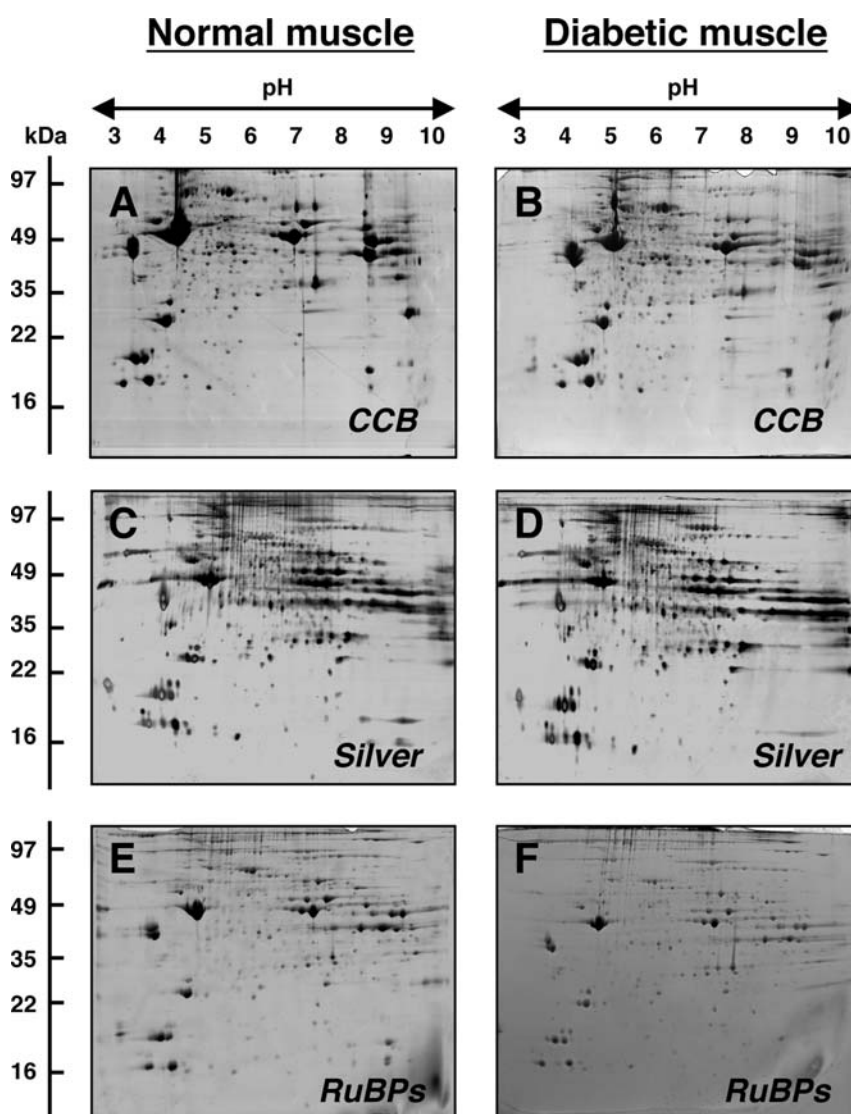 Normal muscle Diabetic muscle
pH pH
kDa 3 4 5 6 7 8 9 10 3 4 5 6 7 8 9 10
97
A B
49
35
22
16
CCB CCB
97
C D
49
35
22
16
Silver Silver
97
E F
49
35
22
16
RuBPs RuBPs